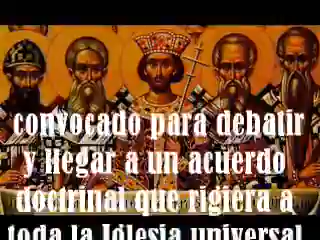 convocado para debatir
y llegar a un acuerdo
doctrinal que rigiera a
toda la Iglesia universal